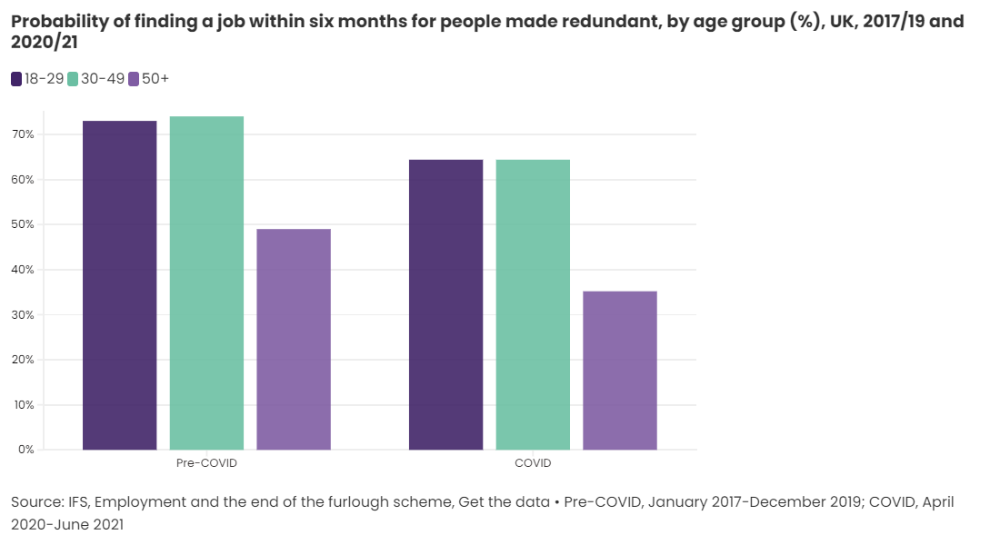 Probability of finding a job within six months for people made redundant, by age group (%), UK, 2017/19 and
2020/21
18-29 30-49 50+
70%
60%
50%
40%
30%
20%
10%
0%
Pre-COVID COVID
Source: IFS, Employment and the end of the furlough scheme, Get the data • Pre-COVID, January 2017-December 2019; COVID, April
2020-June 2021